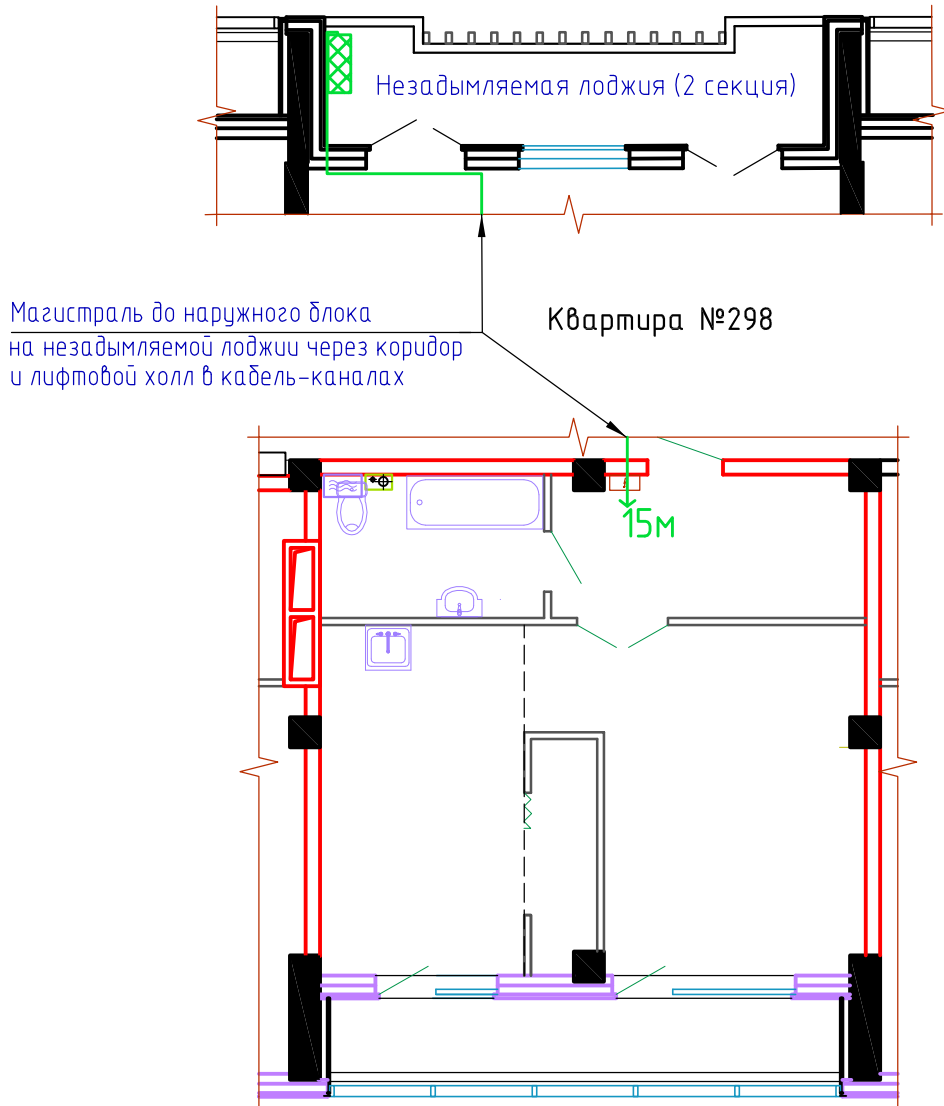 Незадымляемая лоджия (2 секция)
Магистраль до наружного блока
на незадымляемой лоджии через коридор
и лифтовой холл в кабель-каналах
Квартира №298
15м